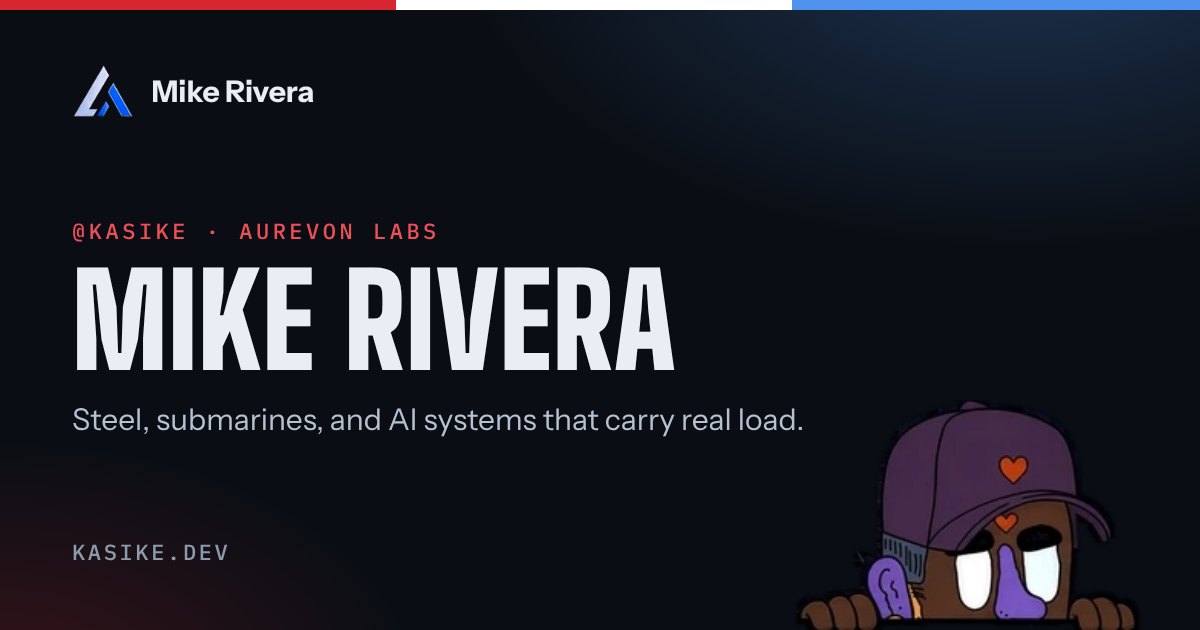 Mike Rivera
@KASIKE · AUREVON LABS
MIKE RIVERA
Steel, submarines, and AI systems that carry real load.
KASIKE.DEV